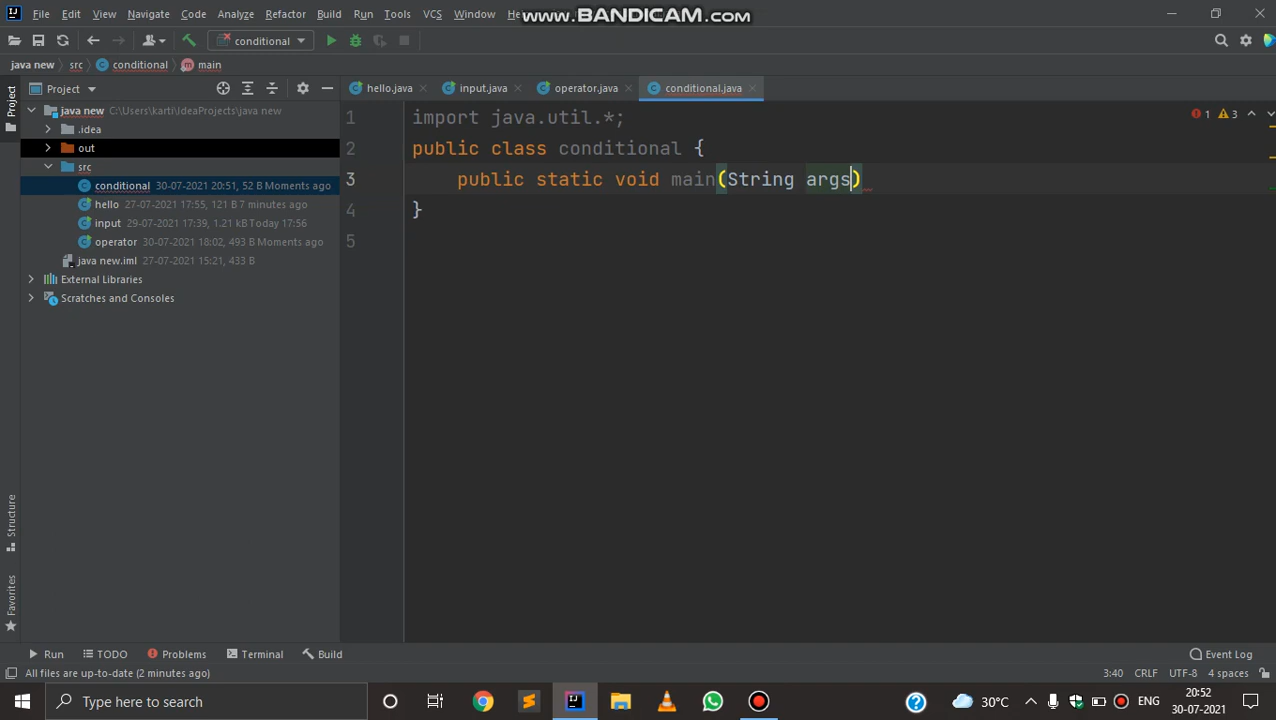 File Edit View Navigate Code Analyze Refactor Build Run Tools VCS Window
www.BANDICAM.com
conditional
java new src conditional main
Project
hello.java input.java operator.java conditional.java
java new C:\Users\karti\IdeaProjects\java new
.idea
out
src
conditional 30-07-2021 20:51, 52 B Moments ago
hello 27-07-2021 17:55, 121 B 7 minutes ago
input 29-07-2021 17:39, 1.21 kB Today 17:56
operator 30-07-2021 18:02, 493 B Moments ago
java new.iml 27-07-2021 15:21, 433 B
External Libraries
Scratches and Consoles
Project
Structure
Favorites
1 import java.util.*;
2 public class conditional {
3 public static void main(String args)
4 }
5
1 3
Run TODO Problems Terminal Build Event Log
All files are up-to-date (2 minutes ago) 3:40 CRLF UTF-8 4 spaces
Type here to search
30°C ENG
20:52
30-07-2021